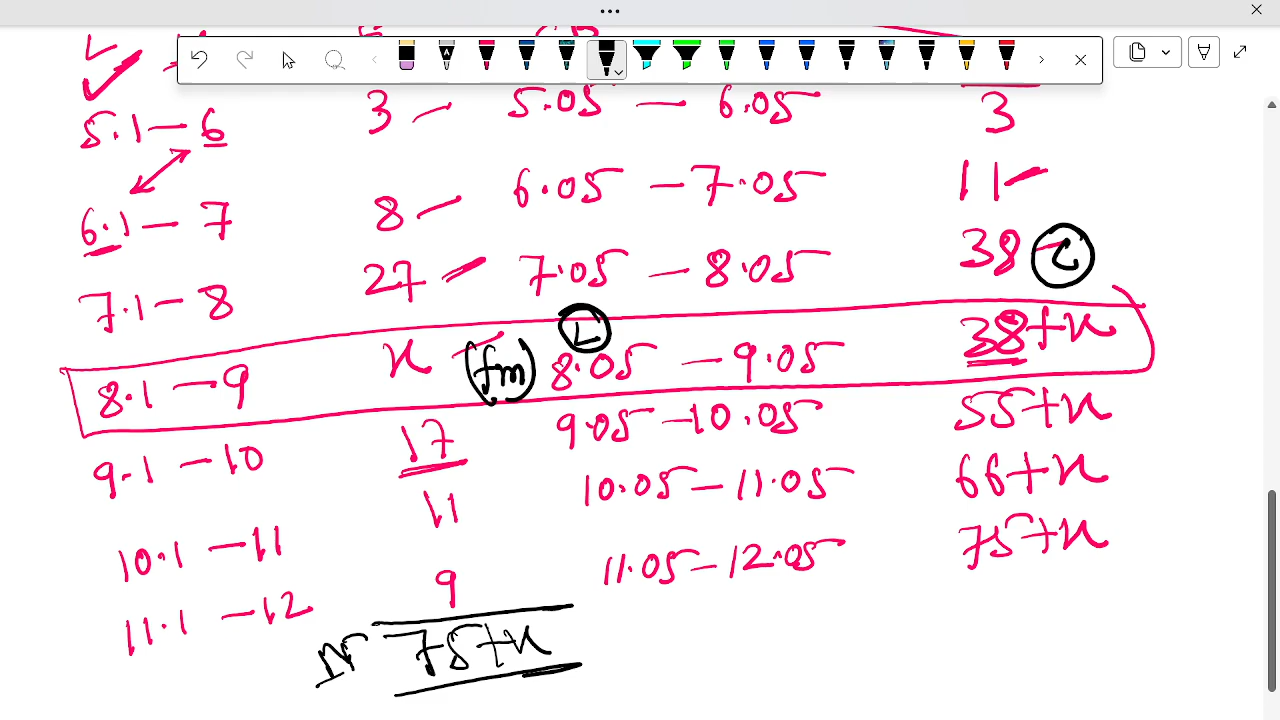 5.1 - 6 3 - 5.05 - 6.05 3
6.1 - 7 8 - 6.05 - 7.05 11
7.1 - 8 27 - 7.05 - 8.05 38 C
8.1 - 9 x (fm) L 8.05 - 9.05 38+x
9.1 - 10 17 9.05 - 10.05 55+x
10.1 - 11 11 10.05 - 11.05 66+x
11.1 - 12 9 11.05 - 12.05 75+x
N 75+x